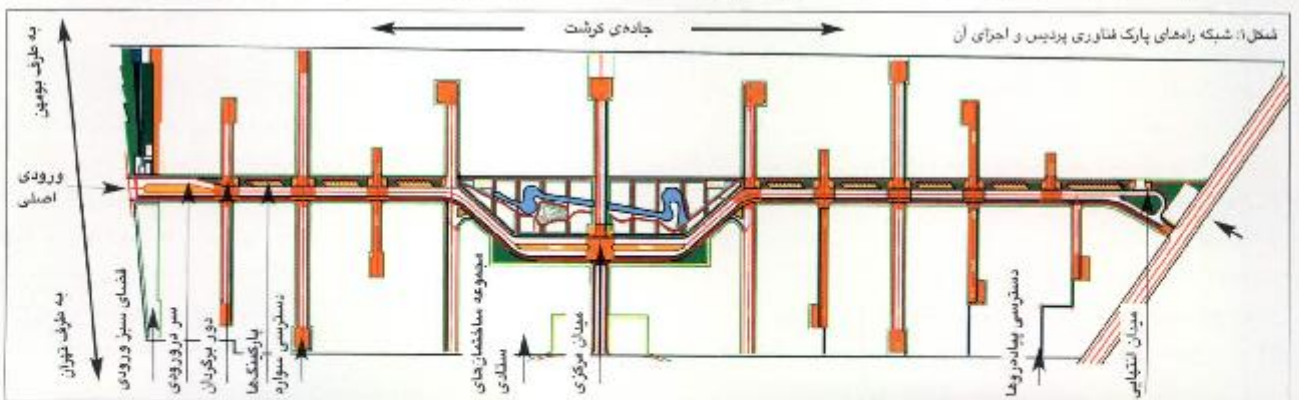 شکل۱: شبکه راه‌های پارک فناوری پردیس و اجزای آن
جاده‌ی کرشت
به طرف بومهن
ورودی
اصلی
به طرف تهران
فضای سبز ورودی
سر درورودی
دور برگردان
پارکینگ‌ها
دسترسی سواره
مجموعه ساختمان‌های
ستادی
میدان مرکزی
دسترسی پیاده‌روها
میدان انتهایی